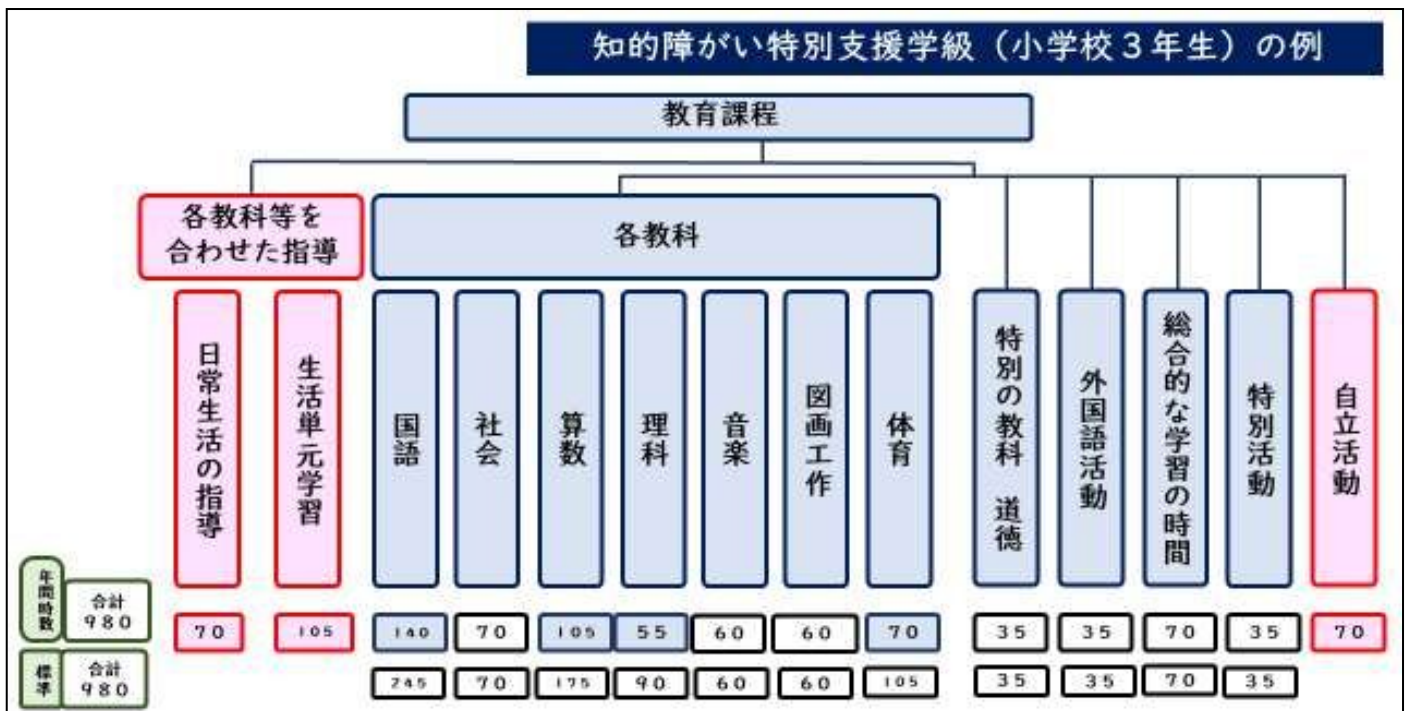 知的障がい特別支援学級（小学校３年生）の例
教育課程
各教科等を
合わせた指導
各教科
日常生活の指導
生活単元学習
国語
社会
算数
理科
音楽
図画工作
体育
特別の教科　道徳
外国語活動
総合的な学習の時間
特別活動
自立活動
年間時数
合計
９８０
７０
１０５
１４０
７０
１０５
５５
６０
６０
７０
３５
３５
７０
３５
７０
標準
合計
９８０
２４５
７０
１７５
９０
６０
６０
１０５
３５
３５
７０
３５